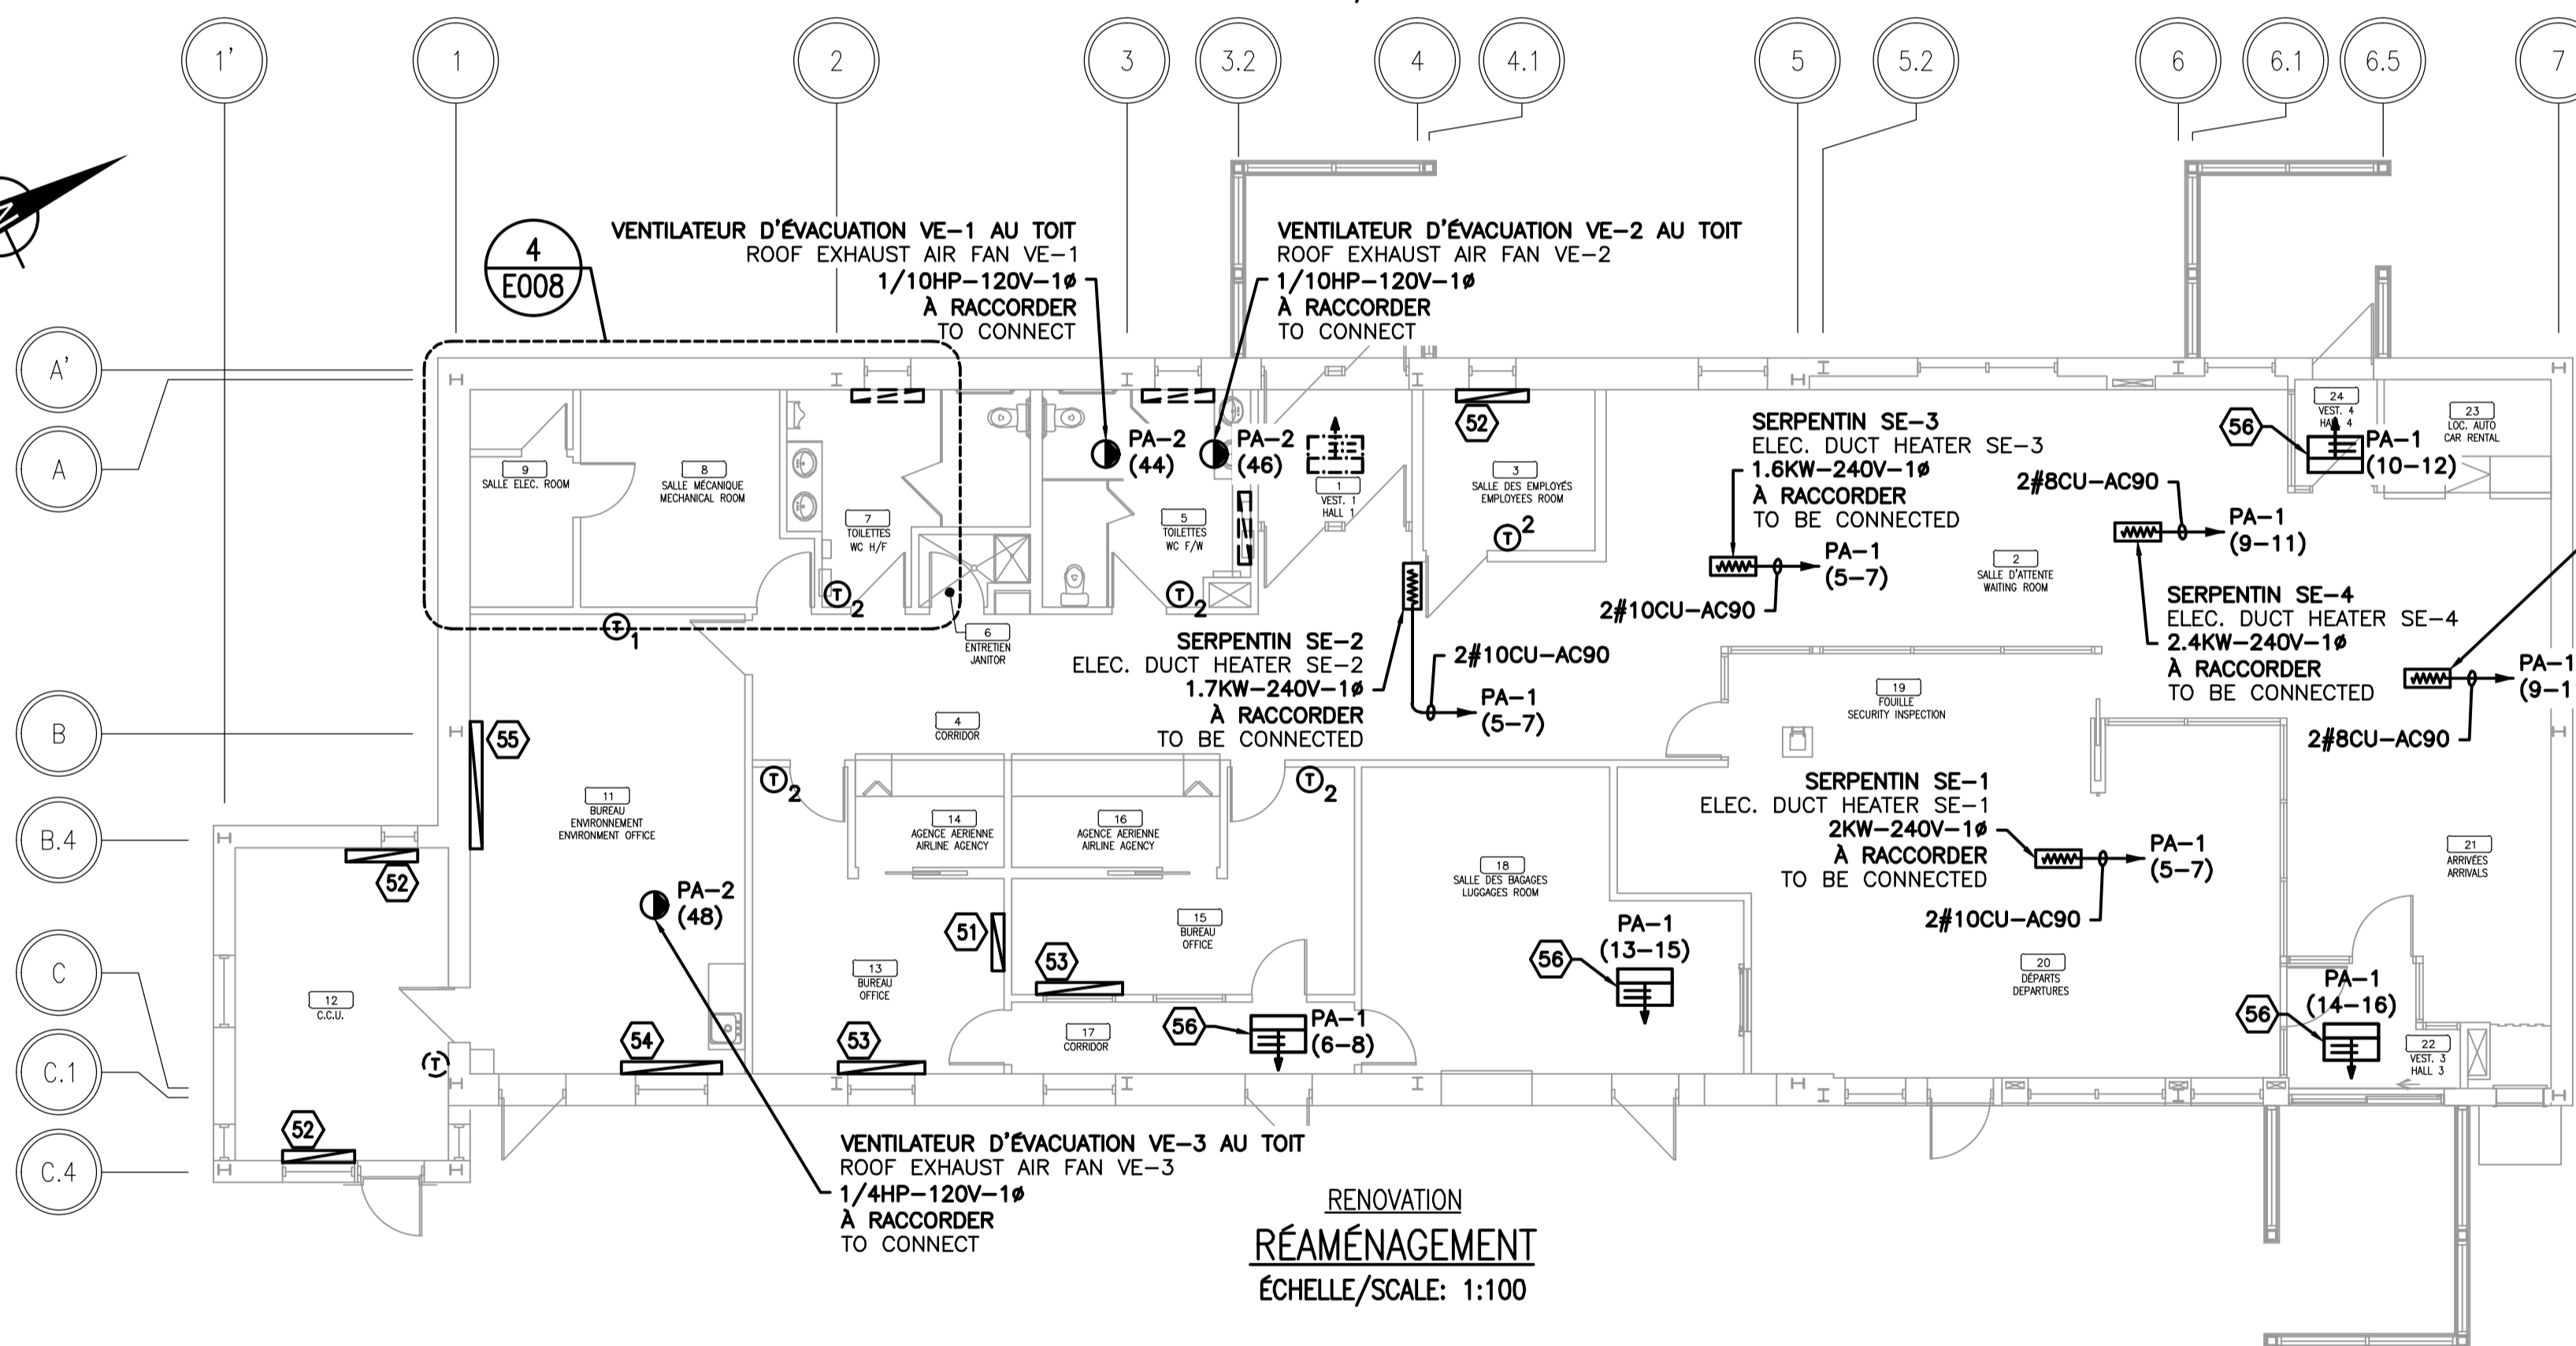 1'
1
2
3
3.2
4
4.1
5
5.2
6
6.1
6.5
7
A'
A
B
B.4
C
C.1
C.4
N
4
E008
VENTILATEUR D'ÉVACUATION VE-1 AU TOIT
ROOF EXHAUST AIR FAN VE-1
1/10HP-120V-1ø
À RACCORDER
TO CONNECT
VENTILATEUR D'ÉVACUATION VE-2 AU TOIT
ROOF EXHAUST AIR FAN VE-2
1/10HP-120V-1ø
À RACCORDER
TO CONNECT
9
SALLE ELEC. ROOM
8
SALLE MÉCANIQUE
MECHANICAL ROOM
7
TOILETTES
WC H/F
T 2
T 1
6
ENTRETIEN
JANITOR
PA-2
(44)
PA-2
(46)
5
TOILETTES
WC F/W
T 2
1
VEST. 1
HALL 1
52
3
SALLE DES EMPLOYÉS
EMPLOYEES ROOM
T 2
SERPENTIN SE-3
ELEC. DUCT HEATER SE-3
1.6KW-240V-1ø
À RACCORDER
TO BE CONNECTED
PA-1
(5-7)
2#10CU-AC90
2
SALLE D'ATTENTE
WAITING ROOM
2#8CU-AC90
PA-1
(9-11)
SERPENTIN SE-4
ELEC. DUCT HEATER SE-4
2.4KW-240V-1ø
À RACCORDER
TO BE CONNECTED
56
24
VEST. 4
HALL 4
PA-1
(10-12)
23
LOC. AUTO
CAR RENTAL
PA-1
(9-1
2#8CU-AC90
SERPENTIN SE-2
ELEC. DUCT HEATER SE-2
1.7KW-240V-1ø
À RACCORDER
TO BE CONNECTED
2#10CU-AC90
PA-1
(5-7)
4
CORRIDOR
19
FOUILLE
SECURITY INSPECTION
SERPENTIN SE-1
ELEC. DUCT HEATER SE-1
2KW-240V-1ø
À RACCORDER
TO BE CONNECTED
PA-1
(5-7)
2#10CU-AC90
21
ARRIVÉES
ARRIVALS
55
11
BUREAU
ENVIRONNEMENT
ENVIRONMENT OFFICE
T 2
T 2
14
AGENCE AERIENNE
AIRLINE AGENCY
16
AGENCE AERIENNE
AIRLINE AGENCY
18
SALLE DES BAGAGES
LUGGAGES ROOM
52
PA-2
(48)
51
15
BUREAU
OFFICE
53
13
BUREAU
OFFICE
PA-1
(13-15)
56
20
DÉPARTS
DEPARTURES
12
C.C.U.
T
54
53
17
CORRIDOR
56
PA-1
(6-8)
PA-1
(14-16)
56
22
VEST. 3
HALL 3
52
VENTILATEUR D'ÉVACUATION VE-3 AU TOIT
ROOF EXHAUST AIR FAN VE-3
1/4HP-120V-1ø
À RACCORDER
TO CONNECT
RENOVATION
RÉAMÉNAGEMENT
ÉCHELLE/SCALE: 1:100